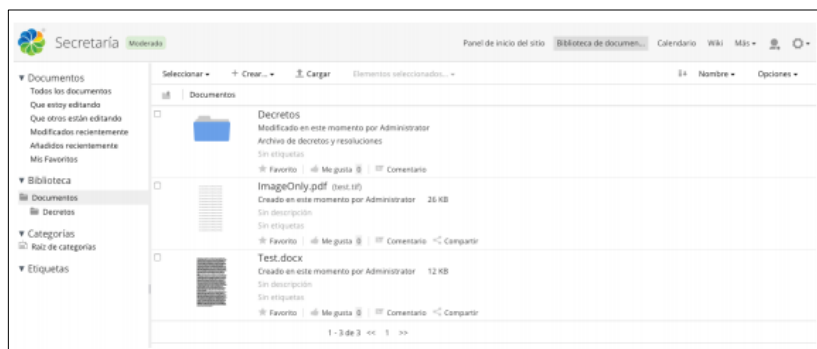 Secretaría Moderado
Panel de inicio del sitio Biblioteca de documen... Calendario Wiki Más
Documentos
Todos los documentos
Que estoy editando
Que otros están editando
Modificados recientemente
Añadidos recientemente
Mis Favoritos
Biblioteca
Documentos
Decretos
Categorías
Raíz de categorías
Etiquetas
Seleccionar + Crear... Cargar Elementos seleccionados... Nombre Opciones
Documentos
Decretos
Modificado en este momento por Administrator
Archivo de decretos y resoluciones
Sin etiquetas
Favorito Me gusta 0 Comentario
ImageOnly.pdf (test.tif)
Creado en este momento por Administrator 26 KB
Sin descripción
Sin etiquetas
Favorito Me gusta 0 Comentario Compartir
Test.docx
Creado en este momento por Administrator 12 KB
Sin descripción
Sin etiquetas
Favorito Me gusta 0 Comentario Compartir
1 - 3 de 3 << 1 >>